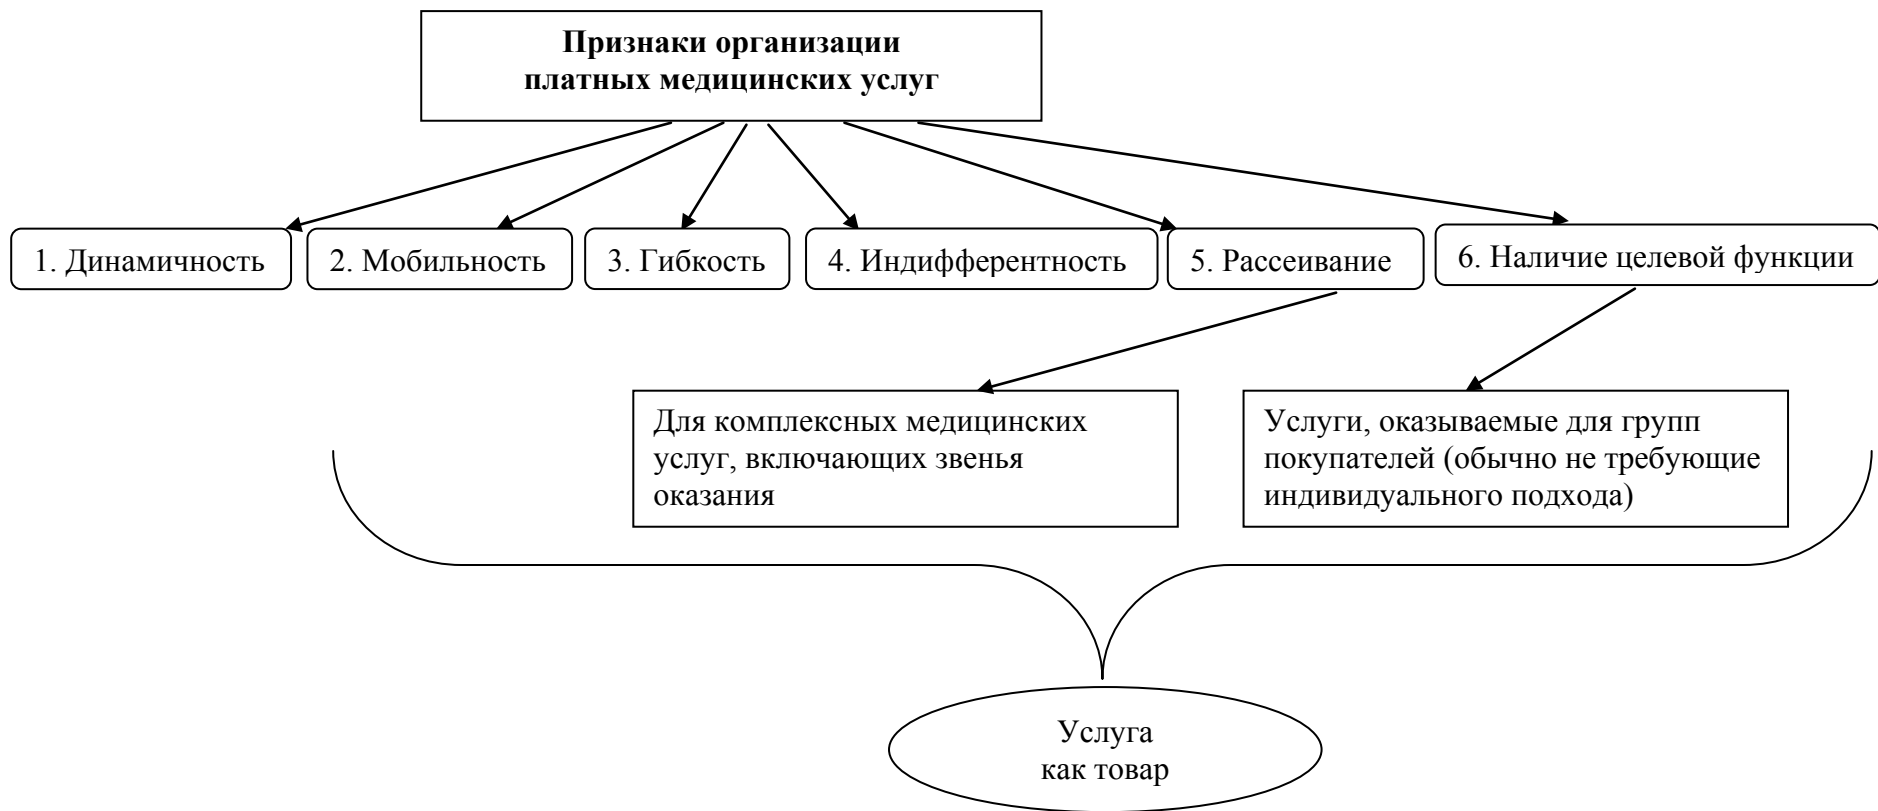 Признаки организации
платных медицинских услуг
1. Динамичность
2. Мобильность
3. Гибкость
4. Индифферентность
5. Рассеивание
6. Наличие целевой функции
Для комплексных медицинских
услуг, включающих звенья
оказания
Услуги, оказываемые для групп
покупателей (обычно не требующие
индивидуального подхода)
Услуга
как товар